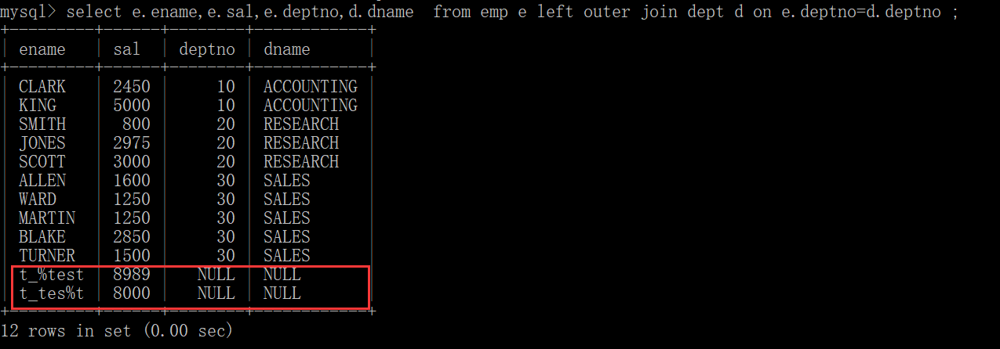 mysql> select e.ename,e.sal,e.deptno,d.dname  from emp e left outer join dept d on e.deptno=d.deptno ;
+---------+------+--------+------------+
| ename   | sal  | deptno | dname      |
+---------+------+--------+------------+
| CLARK   | 2450 |     10 | ACCOUNTING |
| KING    | 5000 |     10 | ACCOUNTING |
| SMITH   |  800 |     20 | RESEARCH   |
| JONES   | 2975 |     20 | RESEARCH   |
| SCOTT   | 3000 |     20 | RESEARCH   |
| ALLEN   | 1600 |     30 | SALES      |
| WARD    | 1250 |     30 | SALES      |
| MARTIN  | 1250 |     30 | SALES      |
| BLAKE   | 2850 |     30 | SALES      |
| TURNER  | 1500 |     30 | SALES      |
| t_%test | 8989 |   NULL | NULL       |
| t_tes%t | 8000 |   NULL | NULL       |
+---------+------+--------+------------+
12 rows in set (0.00 sec)